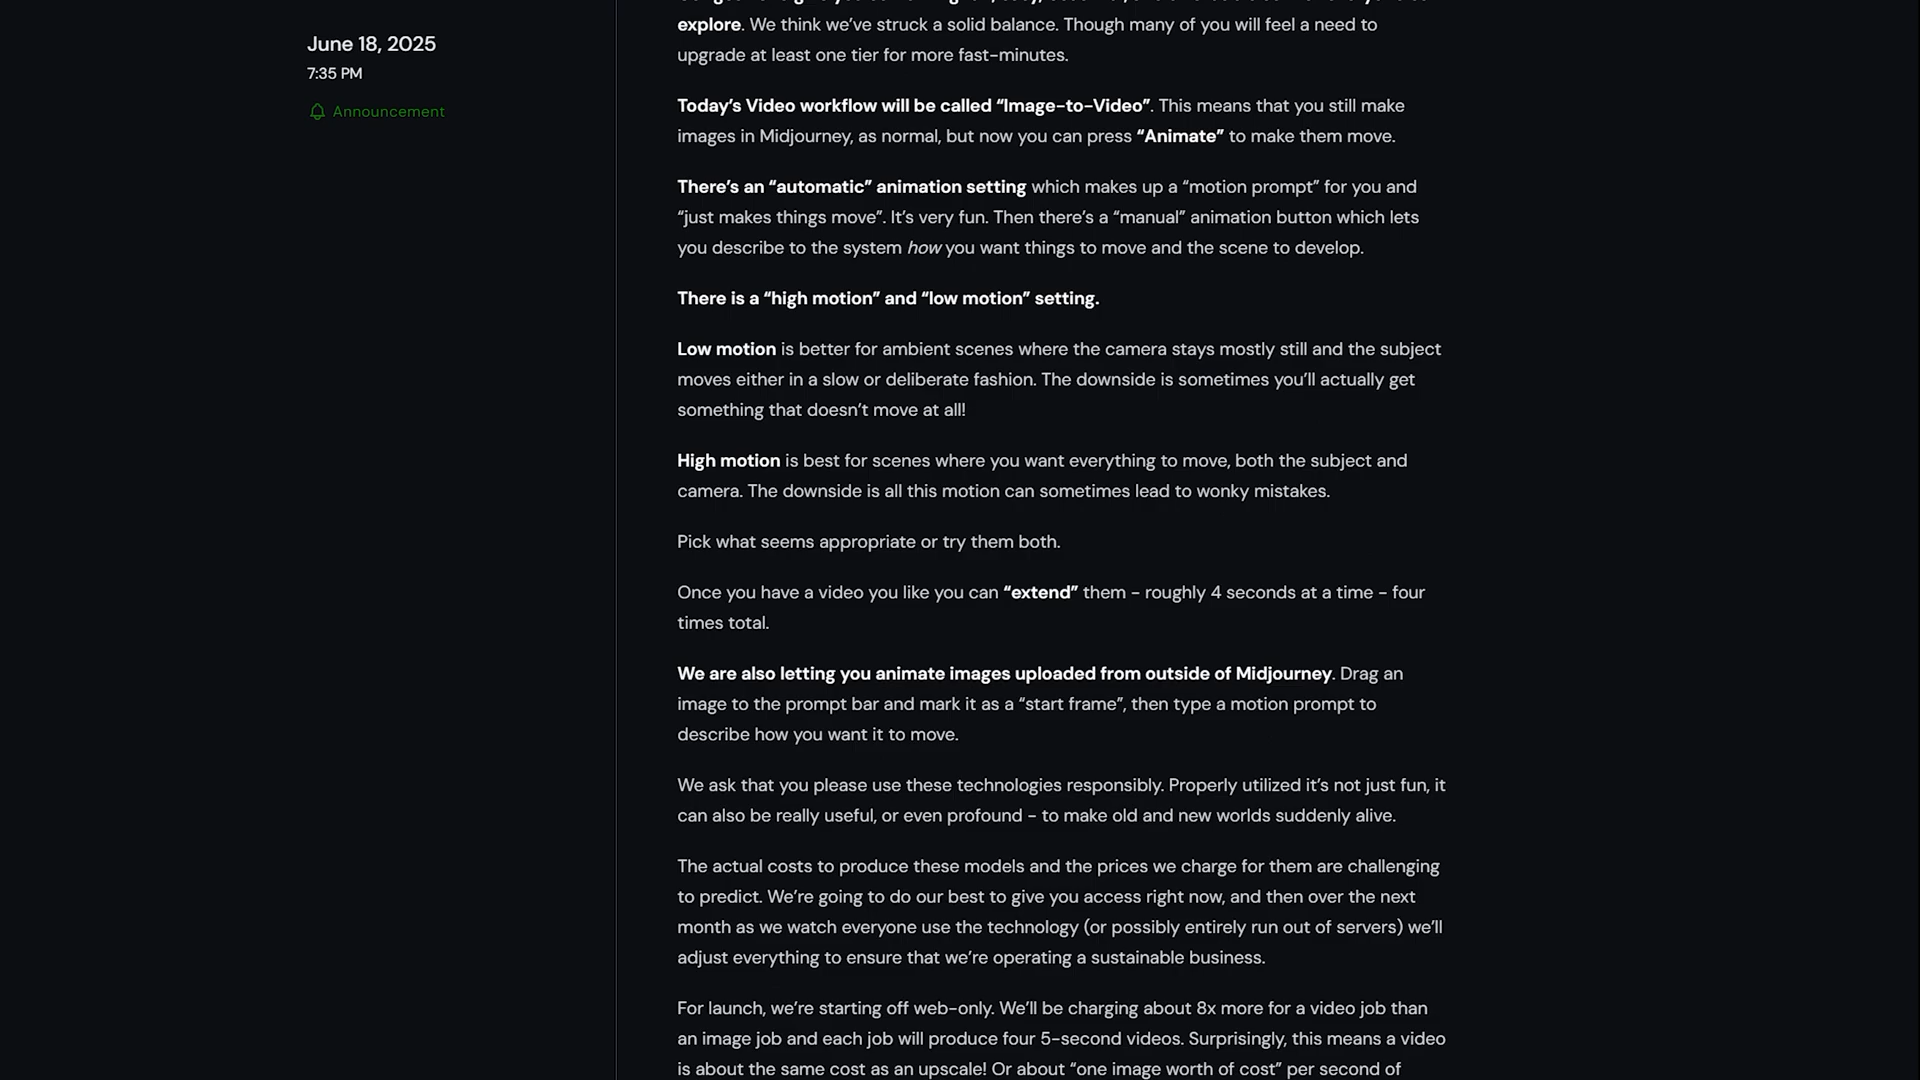 June 18, 2025
7:35 PM
Announcement
explore. We think we’ve struck a solid balance. Though many of you will feel a need to
upgrade at least one tier for more fast-minutes.
Today’s Video workflow will be called “Image-to-Video”. This means that you still make
images in Midjourney, as normal, but now you can press “Animate” to make them move.
There’s an “automatic” animation setting which makes up a “motion prompt” for you and
“just makes things move”. It’s very fun. Then there’s a “manual” animation button which lets
you describe to the system how you want things to move and the scene to develop.
There is a “high motion” and “low motion” setting.
Low motion is better for ambient scenes where the camera stays mostly still and the subject
moves either in a slow or deliberate fashion. The downside is sometimes you’ll actually get
something that doesn’t move at all!
High motion is best for scenes where you want everything to move, both the subject and
camera. The downside is all this motion can sometimes lead to wonky mistakes.
Pick what seems appropriate or try them both.
Once you have a video you like you can “extend” them - roughly 4 seconds at a time - four
times total.
We are also letting you animate images uploaded from outside of Midjourney. Drag an
image to the prompt bar and mark it as a “start frame”, then type a motion prompt to
describe how you want it to move.
We ask that you please use these technologies responsibly. Properly utilized it’s not just fun, it
can also be really useful, or even profound - to make old and new worlds suddenly alive.
The actual costs to produce these models and the prices we charge for them are challenging
to predict. We’re going to do our best to give you access right now, and then over the next
month as we watch everyone use the technology (or possibly entirely run out of servers) we’ll
adjust everything to ensure that we’re operating a sustainable business.
For launch, we’re starting off web-only. We’ll be charging about 8x more for a video job than
an image job and each job will produce four 5-second videos. Surprisingly, this means a video
is about the same cost as an upscale! Or about “one image worth of cost” per second of